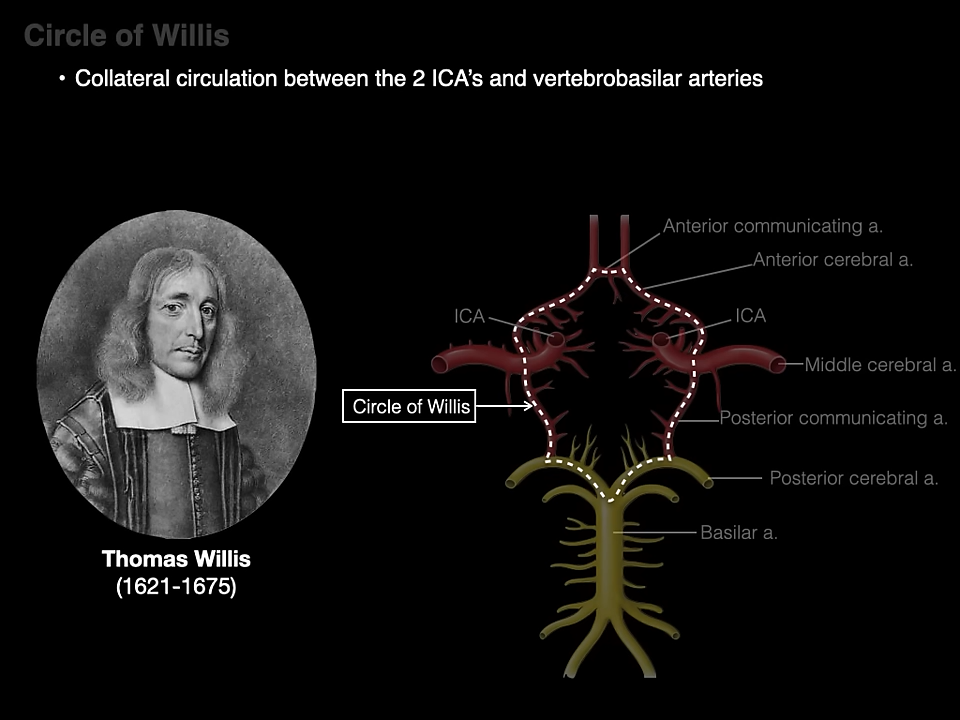 Circle of Willis
• Collateral circulation between the 2 ICA's and vertebrobasilar arteries
Anterior communicating a.
Anterior cerebral a.
ICA
ICA
Middle cerebral a.
Circle of Willis
Posterior communicating a.
Posterior cerebral a.
Basilar a.
Thomas Willis
(1621-1675)